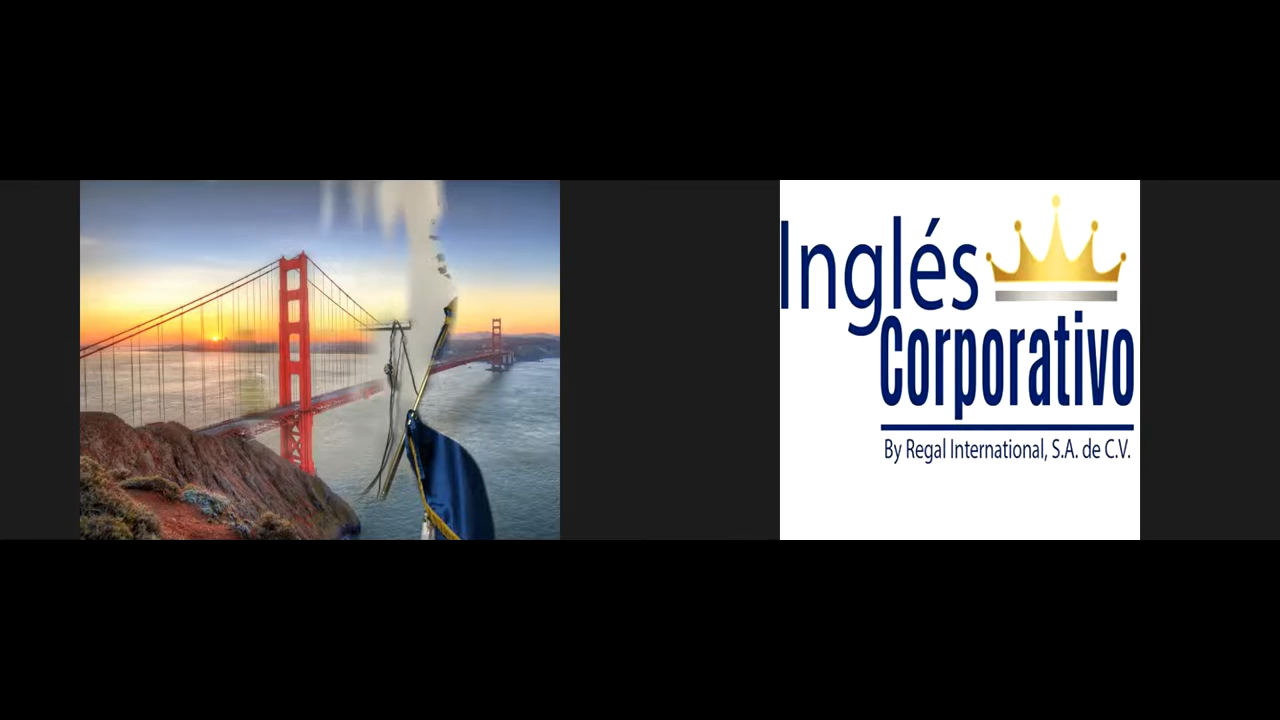 Inglés
Corporativo
By Regal International, S.A. de C.V.